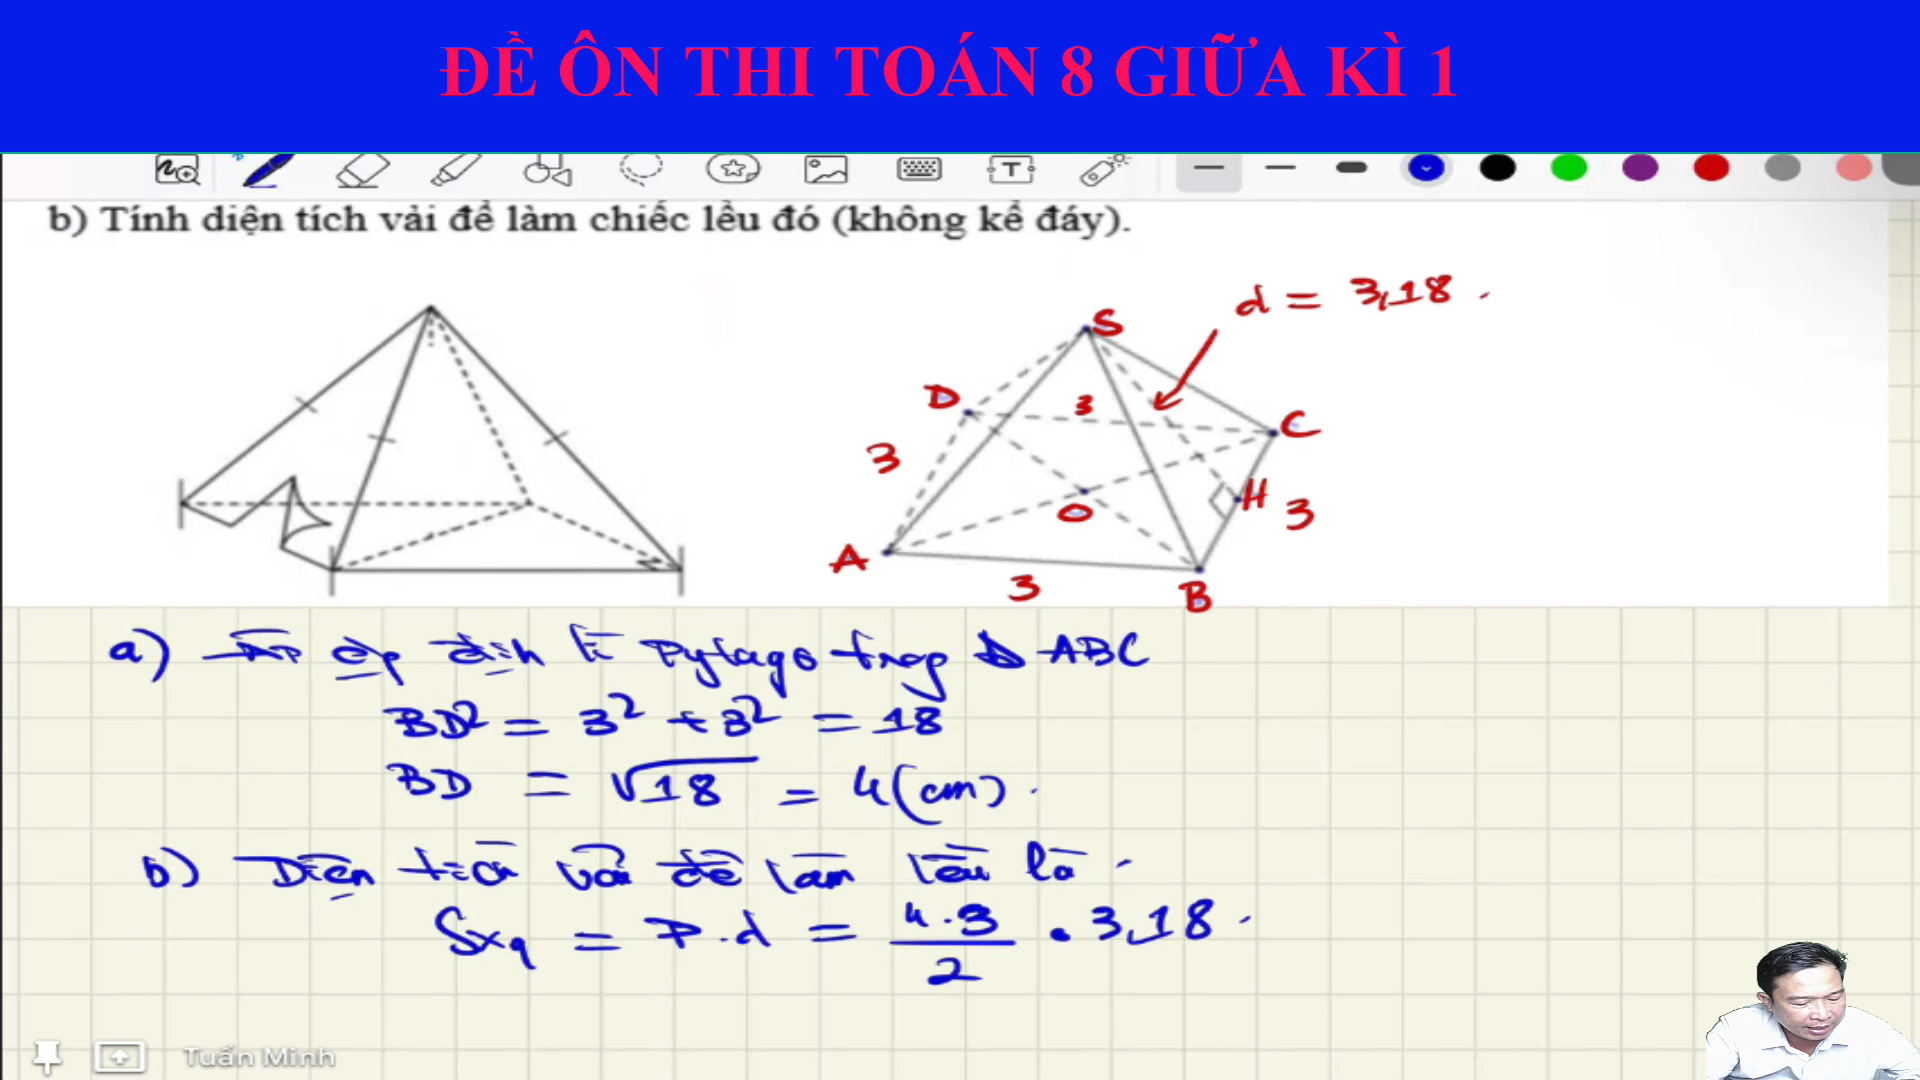 ĐỀ ÔN THI TOÁN 8 GIỮA KÌ 1
b) Tính diện tích vải để làm chiếc lều đó (không kể đáy).
d = 3,18 .
S
D
3
C
3
H
3
O
A
3
B
a) Áp định lí Pytago trong Δ ABC
BD² = 3² + 3² = 18
BD = √18 = 4 (cm) .
b) Diện tích vải để làm lều là .
Sxq = P . d = 4 . 3 / 2 . 3,18 .
Tuấn Minh